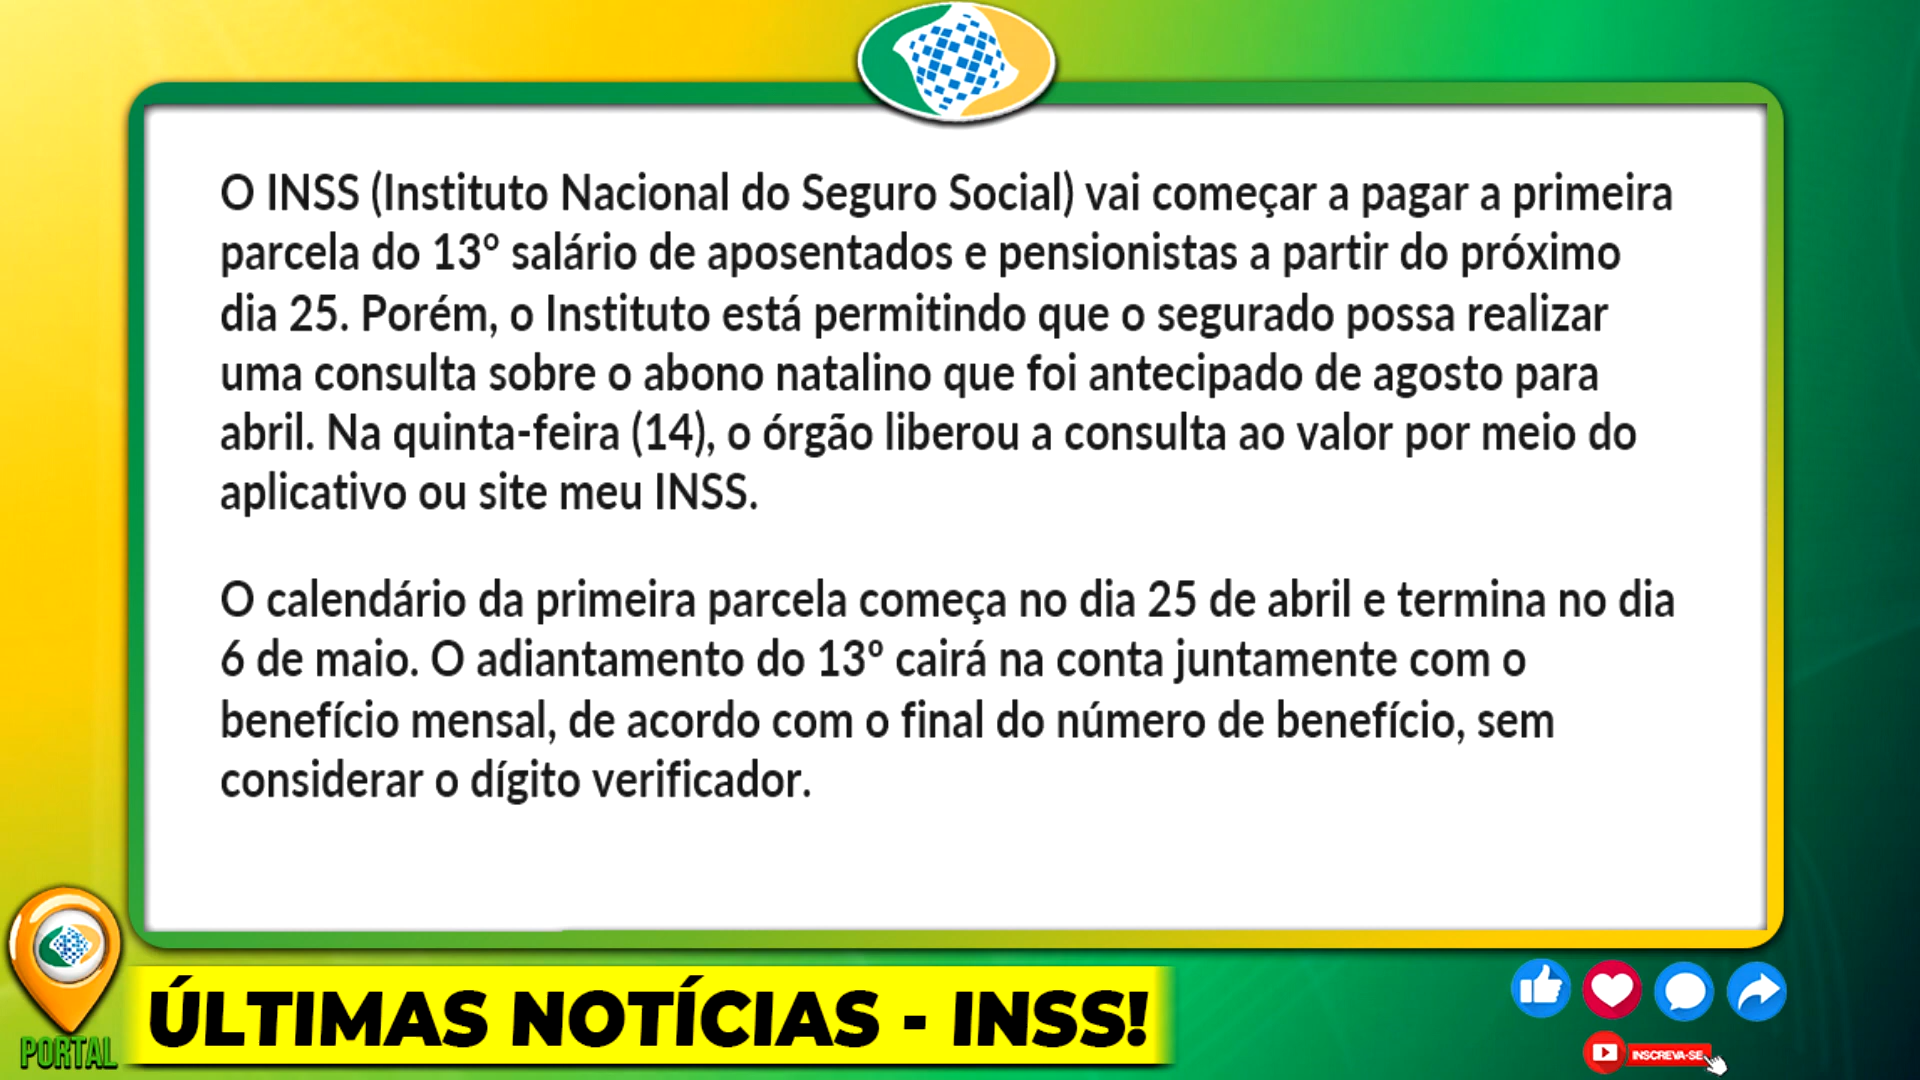 O INSS (Instituto Nacional do Seguro Social) vai começar a pagar a primeira
parcela do 13º salário de aposentados e pensionistas a partir do próximo
dia 25. Porém, o Instituto está permitindo que o segurado possa realizar
uma consulta sobre o abono natalino que foi antecipado de agosto para
abril. Na quinta-feira (14), o órgão liberou a consulta ao valor por meio do
aplicativo ou site meu INSS.
O calendário da primeira parcela começa no dia 25 de abril e termina no dia
6 de maio. O adiantamento do 13º cairá na conta juntamente com o
benefício mensal, de acordo com o final do número de benefício, sem
considerar o dígito verificador.
PORTAL
ÚLTIMAS NOTÍCIAS - INSS!
INSCREVA-SE